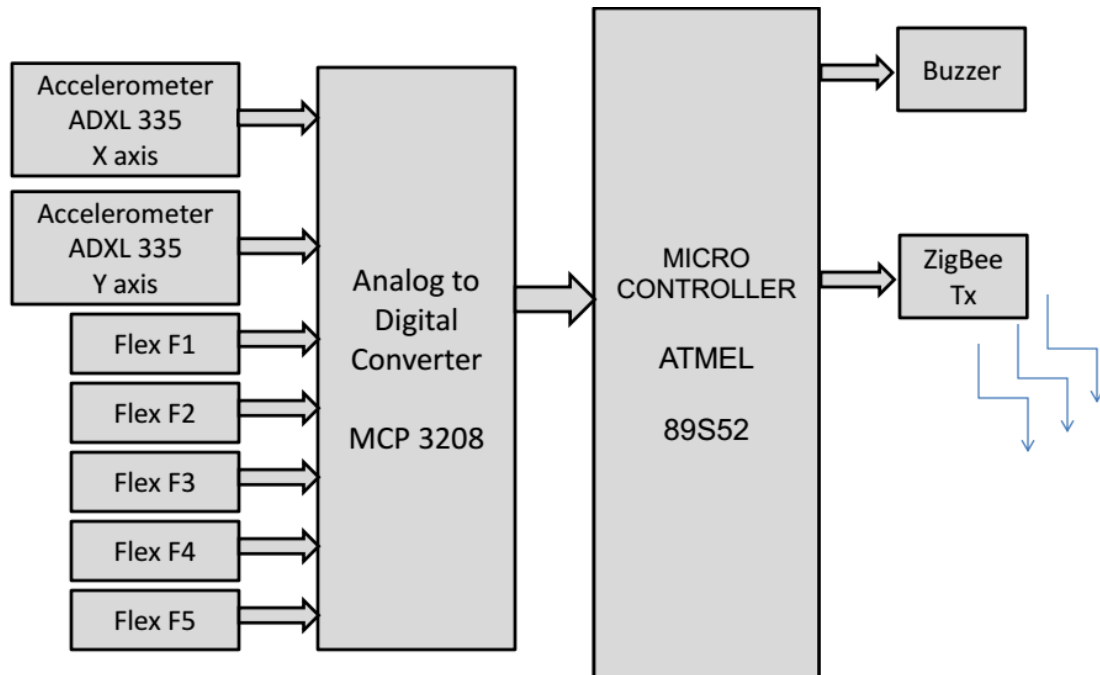 Accelerometer
ADXL 335
X axis
Accelerometer
ADXL 335
Y axis
Flex F1
Flex F2
Flex F3
Flex F4
Flex F5
Analog to
Digital
Converter
MCP 3208
MICRO
CONTROLLER
ATMEL
89S52
Buzzer
ZigBee
Tx